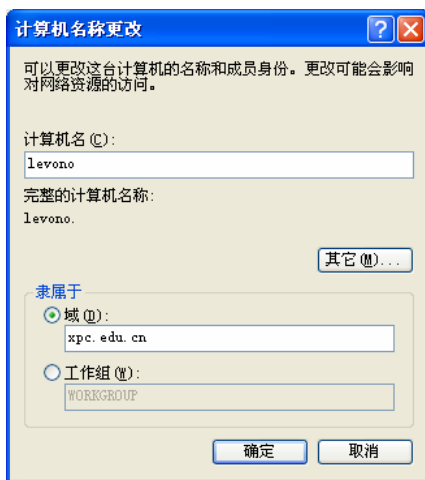 计算机名称更改
可以更改这台计算机的名称和成员身份。更改可能会影响
对网络资源的访问。
计算机名(C):
levono
完整的计算机名称:
levono.
其它(M)...
隶属于
域(D):
xpc.edu.cn
工作组(W):
WORKGROUP
确定
取消